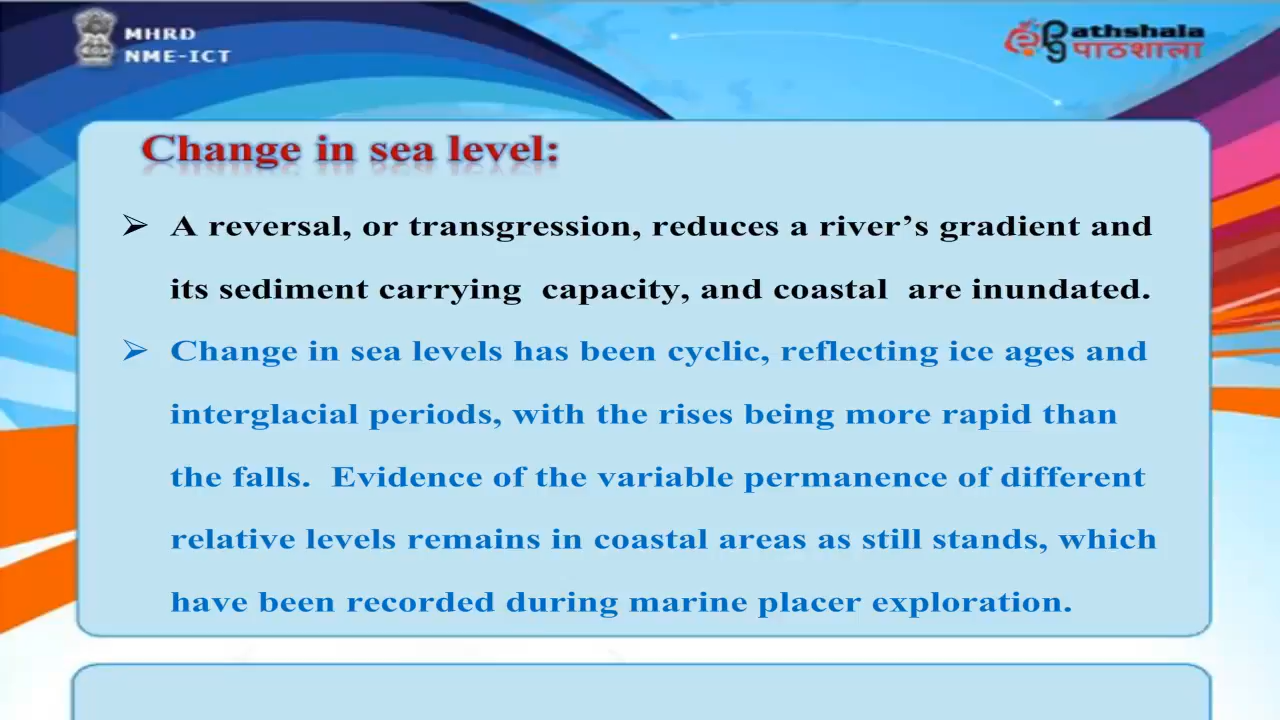 MHRD
NME-ICT
epathshala
पाठशाला
Change in sea level:
A reversal, or transgression, reduces a river's gradient and
its sediment carrying capacity, and coastal are inundated.
Change in sea levels has been cyclic, reflecting ice ages and
interglacial periods, with the rises being more rapid than
the falls. Evidence of the variable permanence of different
relative levels remains in coastal areas as still stands, which
have been recorded during marine placer exploration.